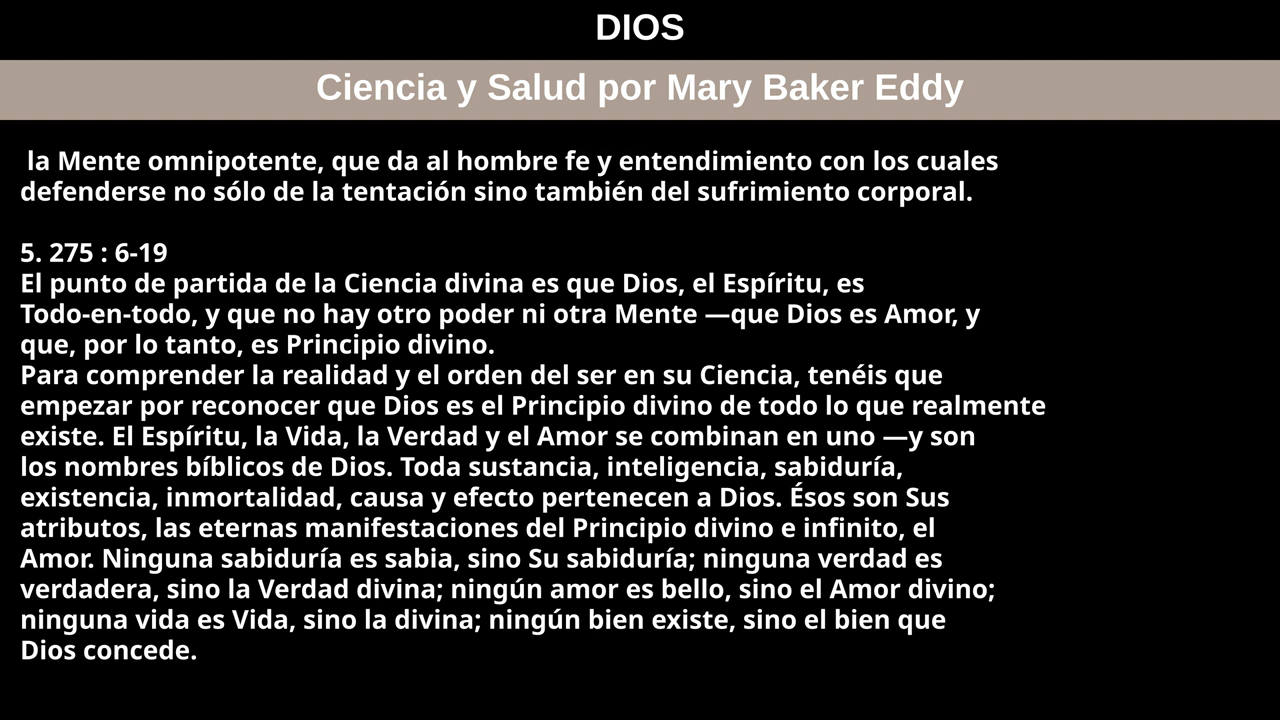 DIOS
Ciencia y Salud por Mary Baker Eddy
la Mente omnipotente, que da al hombre fe y entendimiento con los cuales
defenderse no sólo de la tentación sino también del sufrimiento corporal.
5. 275 : 6-19
El punto de partida de la Ciencia divina es que Dios, el Espíritu, es
Todo-en-todo, y que no hay otro poder ni otra Mente —que Dios es Amor, y
que, por lo tanto, es Principio divino.
Para comprender la realidad y el orden del ser en su Ciencia, tenéis que
empezar por reconocer que Dios es el Principio divino de todo lo que realmente
existe. El Espíritu, la Vida, la Verdad y el Amor se combinan en uno —y son
los nombres bíblicos de Dios. Toda sustancia, inteligencia, sabiduría,
existencia, inmortalidad, causa y efecto pertenecen a Dios. Ésos son Sus
atributos, las eternas manifestaciones del Principio divino e infinito, el
Amor. Ninguna sabiduría es sabia, sino Su sabiduría; ninguna verdad es
verdadera, sino la Verdad divina; ningún amor es bello, sino el Amor divino;
ninguna vida es Vida, sino la divina; ningún bien existe, sino el bien que
Dios concede.